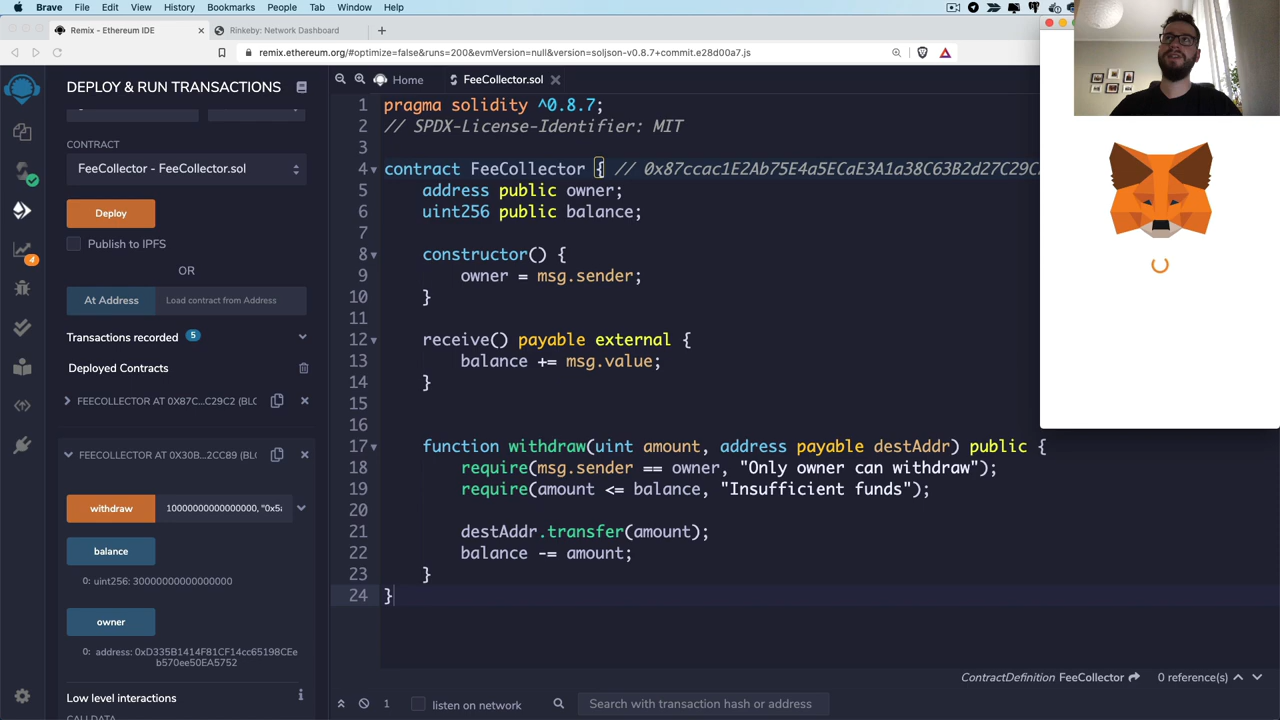 Brave File Edit View History Bookmarks People Tab Window Help
Remix - Ethereum IDE
Rinkeby: Network Dashboard
remix.ethereum.org/#optimize=false&runs=200&evmVersion=null&version=soljson-v0.8.7+commit.e28d00a7.js
DEPLOY & RUN TRANSACTIONS
CONTRACT
FeeCollector - FeeCollector.sol
Deploy
Publish to IPFS
OR
At Address Load contract from Address
Transactions recorded 5
Deployed Contracts
FEECOLLECTOR AT 0X87C...C29C2 (BLC
FEECOLLECTOR AT 0X30B...2CC89 (BLC
withdraw 10000000000000000, "0x5
balance
0: uint256: 30000000000000000
owner
0: address: 0xD335B1414F81CF14cc65198CEe
b570ee50EA5752
Low level interactions
CALLDATA
4
Home
FeeCollector.sol
1 pragma solidity ^0.8.7;
2 // SPDX-License-Identifier: MIT
3
4 contract FeeCollector { // 0x87ccac1E2Ab75E4a5ECaE3A1a38C63B2d27C29C
5 address public owner;
6 uint256 public balance;
7
8 constructor() {
9 owner = msg.sender;
10 }
11
12 receive() payable external {
13 balance += msg.value;
14 }
15
16
17 function withdraw(uint amount, address payable destAddr) public {
18 require(msg.sender == owner, "Only owner can withdraw");
19 require(amount <= balance, "Insufficient funds");
20
21 destAddr.transfer(amount);
22 balance -= amount;
23 }
24 }
ContractDefinition FeeCollector 0 reference(s)
1 listen on network Search with transaction hash or address